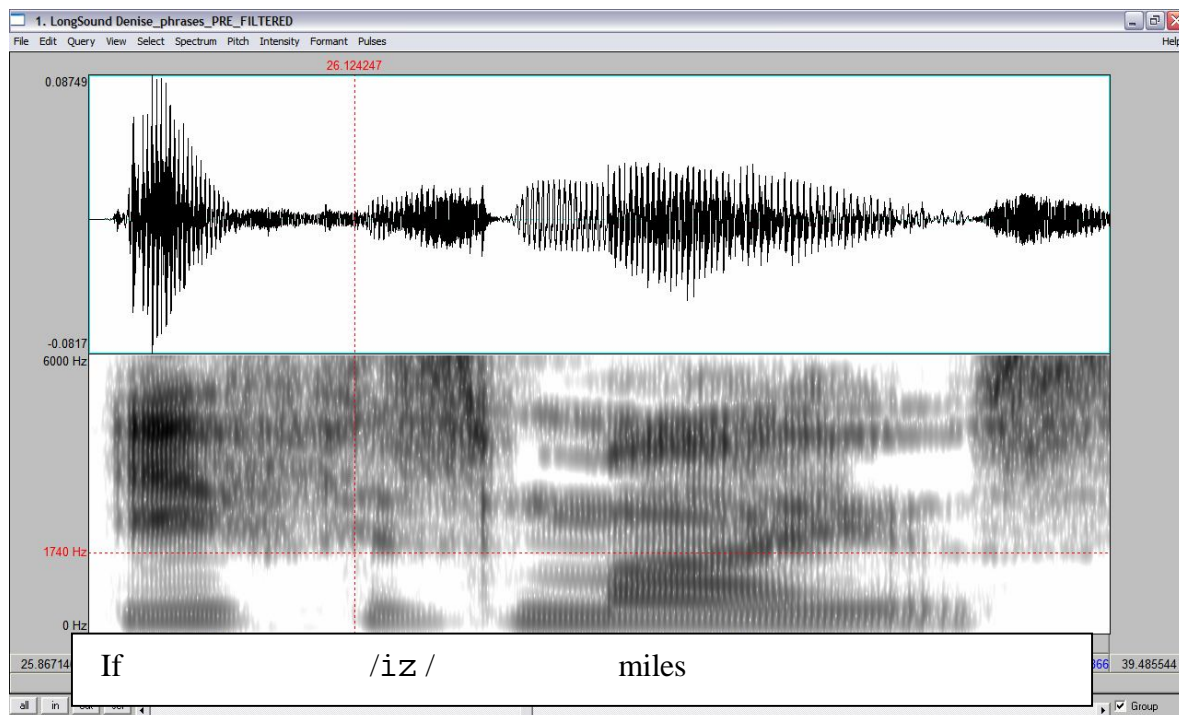 1. LongSound Denise_phrases_PRE_FILTERED
File Edit Query View Select Spectrum Pitch Intensity Formant Pulses Help
26.124247
0.08749
-0.0817
6000 Hz
1740 Hz
0 Hz
If /iz / miles
39.485544
all in Group